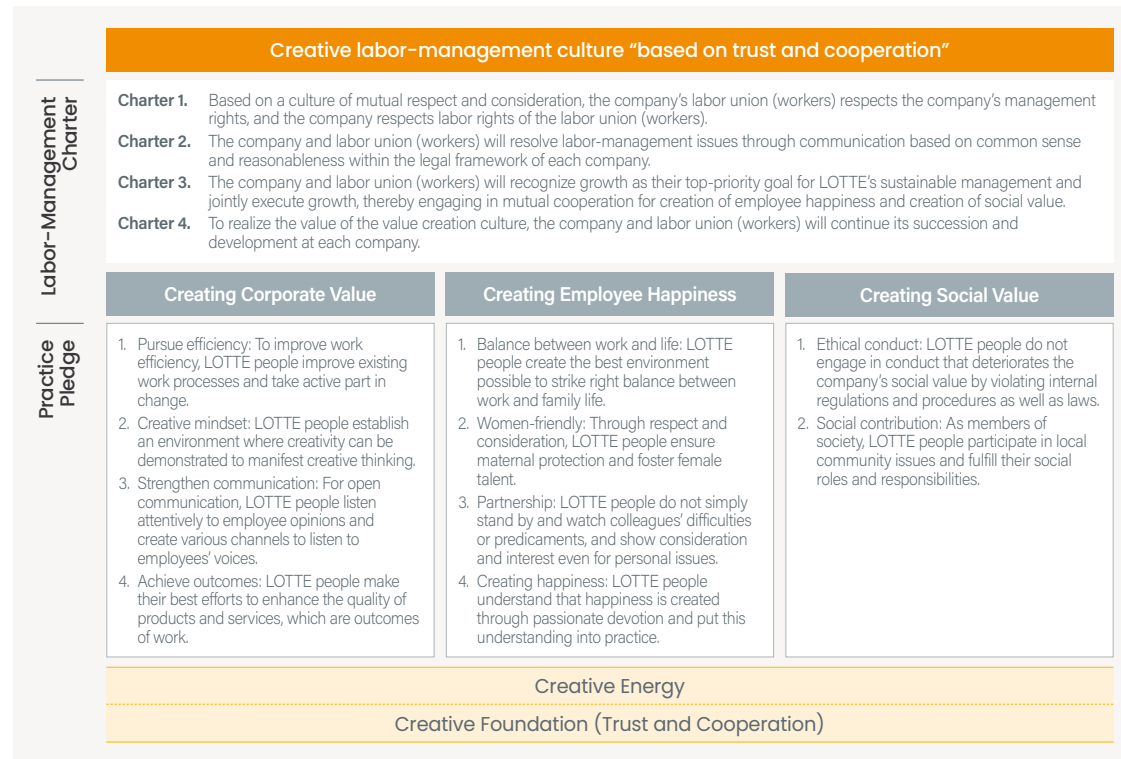 Creative labor-management culture “based on trust and cooperation”
Labor-Management
Charter
Charter 1. Based on a culture of mutual respect and consideration, the company’s labor union (workers) respects the company’s management
rights, and the company respects labor rights of the labor union (workers).
Charter 2. The company and labor union (workers) will resolve labor-management issues through communication based on common sense
and reasonableness within the legal framework of each company.
Charter 3. The company and labor union (workers) will recognize growth as their top-priority goal for LOTTE’s sustainable management and
jointly execute growth, thereby engaging in mutual cooperation for creation of employee happiness and creation of social value.
Charter 4. To realize the value of the value creation culture, the company and labor union (workers) will continue its succession and
development at each company.
Practice
Pledge
Creating Corporate Value
1. Pursue efficiency: To improve work
efficiency, LOTTE people improve existing
work processes and take active part in
change.
2. Creative mindset: LOTTE people establish
an environment where creativity can be
demonstrated to manifest creative thinking.
3. Strengthen communication: For open
communication, LOTTE people listen
attentively to employee opinions and
create various channels to listen to
employees’ voices.
4. Achieve outcomes: LOTTE people make
their best efforts to enhance the quality of
products and services, which are outcomes
of work.
Creating Employee Happiness
1. Balance between work and life: LOTTE
people create the best environment
possible to strike right balance between
work and family life.
2. Women-friendly: Through respect and
consideration, LOTTE people ensure
maternal protection and foster female
talent.
3. Partnership: LOTTE people do not simply
stand by and watch colleagues’ difficulties
or predicaments, and show consideration
and interest even for personal issues.
4. Creating happiness: LOTTE people
understand that happiness is created
through passionate devotion and put this
understanding into practice.
Creating Social Value
1. Ethical conduct: LOTTE people do not
engage in conduct that deteriorates the
company’s social value by violating internal
regulations and procedures as well as laws.
2. Social contribution: As members of
society, LOTTE people participate in local
community issues and fulfill their social
roles and responsibilities.
Creative Energy
Creative Foundation (Trust and Cooperation)